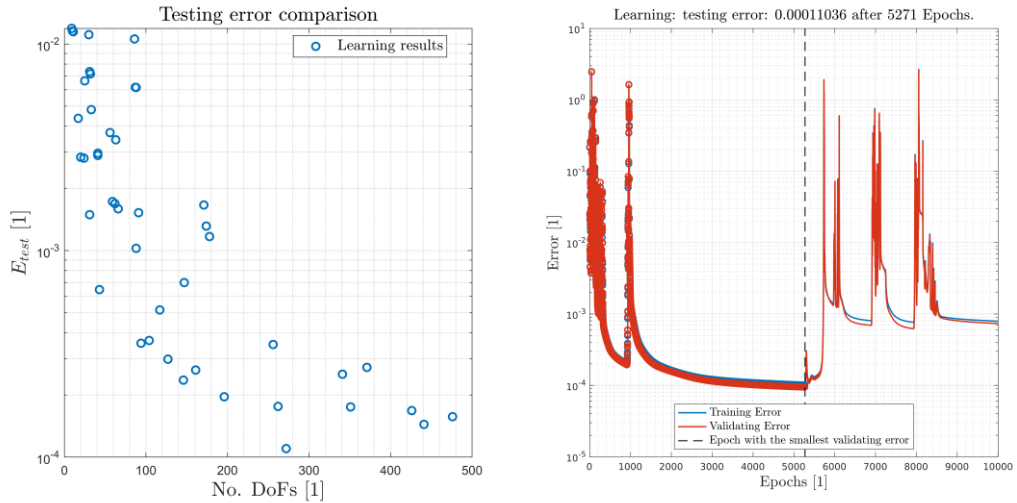 Testing error comparison
Learning results
10^-2
10^-3
10^-4
E_test [1]
0 100 200 300 400 500
No. DoFs [1]
Learning: testing error: 0.00011036 after 5271 Epochs.
10^1
10^0
10^-1
10^-2
10^-3
10^-4
10^-5
Error [1]
Training Error
Validating Error
Epoch with the smallest validating error
0 1000 2000 3000 4000 5000 6000 7000 8000 9000 10000
Epochs [1]